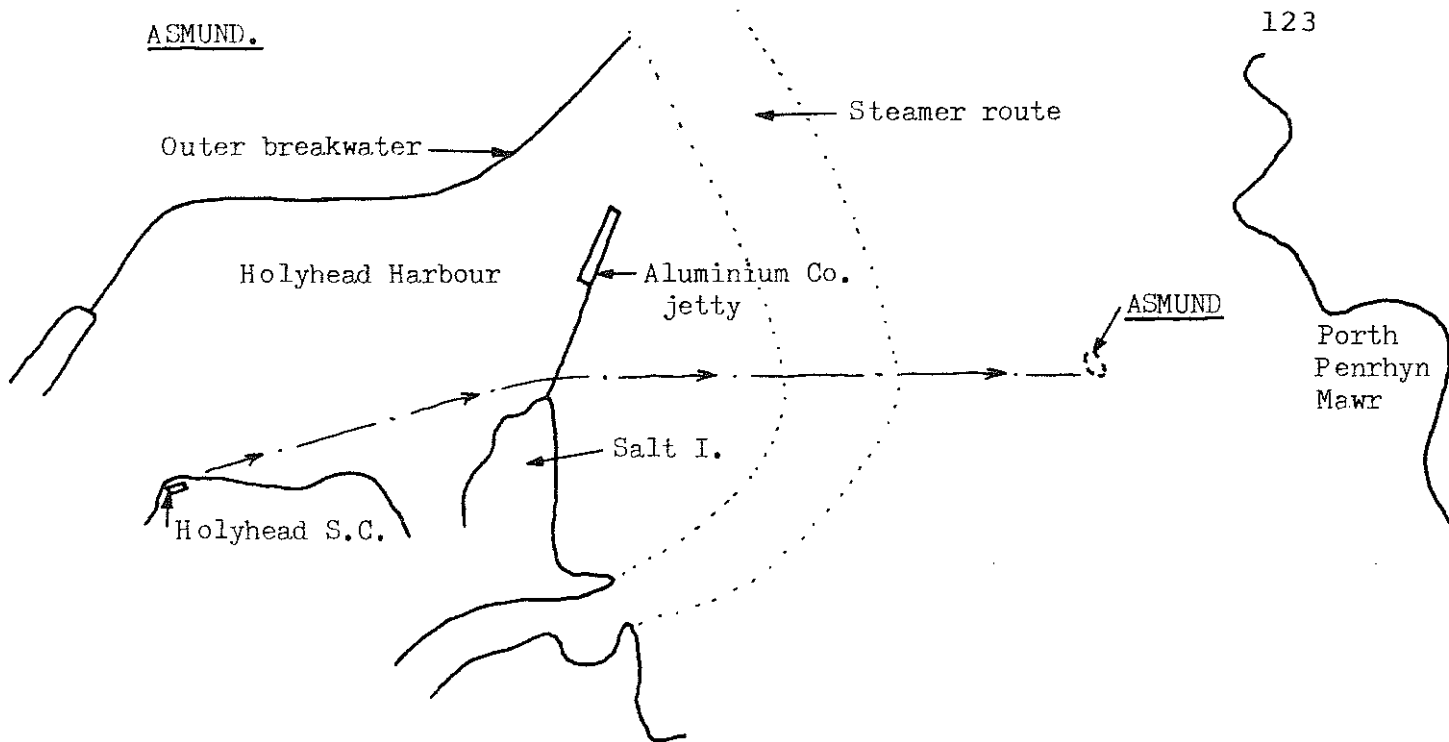 123
ASMUND.
Steamer route
Outer breakwater
Holyhead Harbour
Aluminium Co.
jetty
ASMUND
Porth
Penrhyn
Mawr
Salt I.
Holyhead S.C.